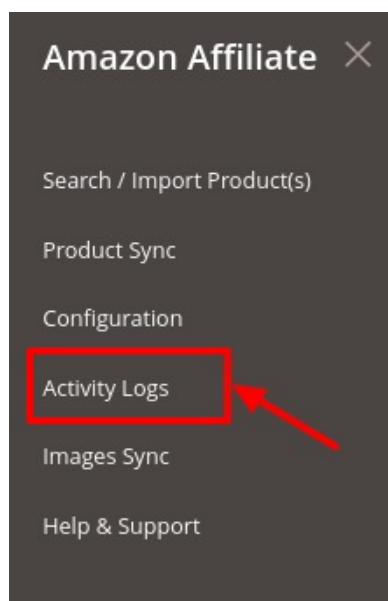 Amazon Affiliate
Search / Import Product(s)
Product Sync
Configuration
Activity Logs
Images Sync
Help & Support